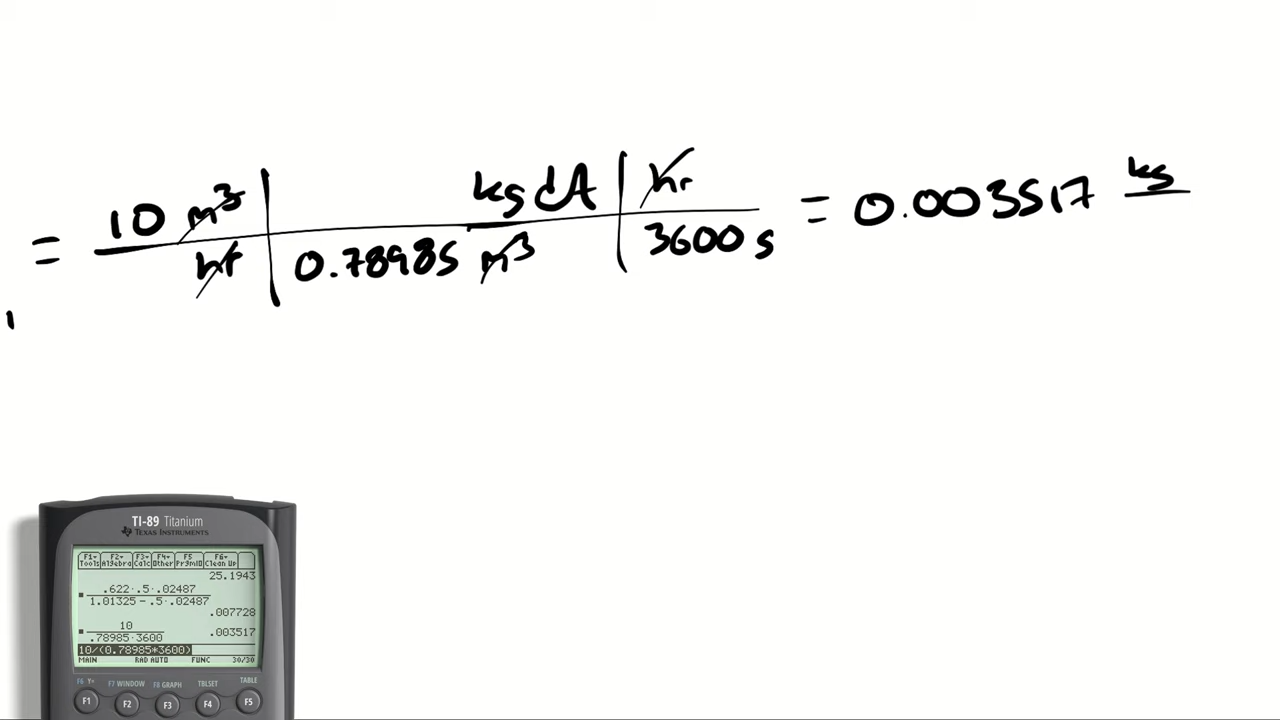 10 m³ kg dA hr
= = 0.003517 kg
hr 0.78985 m³ 3600 s
TI-89 Titanium
TEXAS INSTRUMENTS
F1▾ F2▾ F3▾ F4▾ F5 F6▾
Tools Algebra Calc Other PrgmIO Clean Up
25.1943
.622·.5·.02487
1.01325-.5·.02487
.007728
10
.78985·3600
.003517
10/(0.78985*3600)
MAIN RAD AUTO FUNC 30/30
F6 Y= F7 WINDOW F8 GRAPH TBLSET TABLE
F1 F2 F3 F4 F5